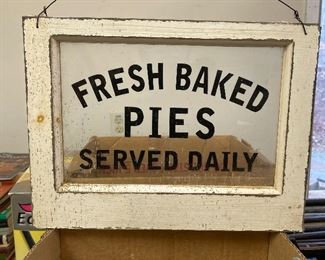 FRESH BAKED
PIES
SERVED DAILY